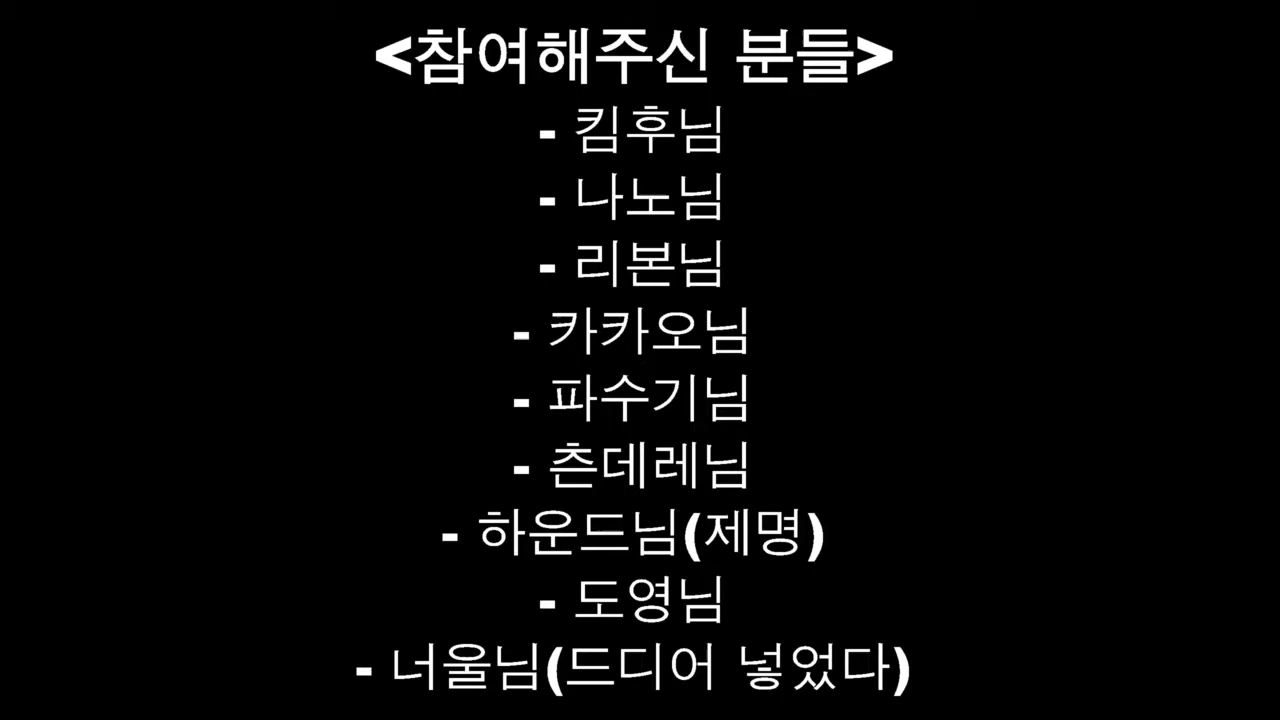 <참여해주신 분들>
- 킴후님
- 나노님
- 리본님
- 카카오님
- 파수기님
- 츤데레님
- 하운드님(제명)
- 도영님
- 너울님(드디어 넣었다)